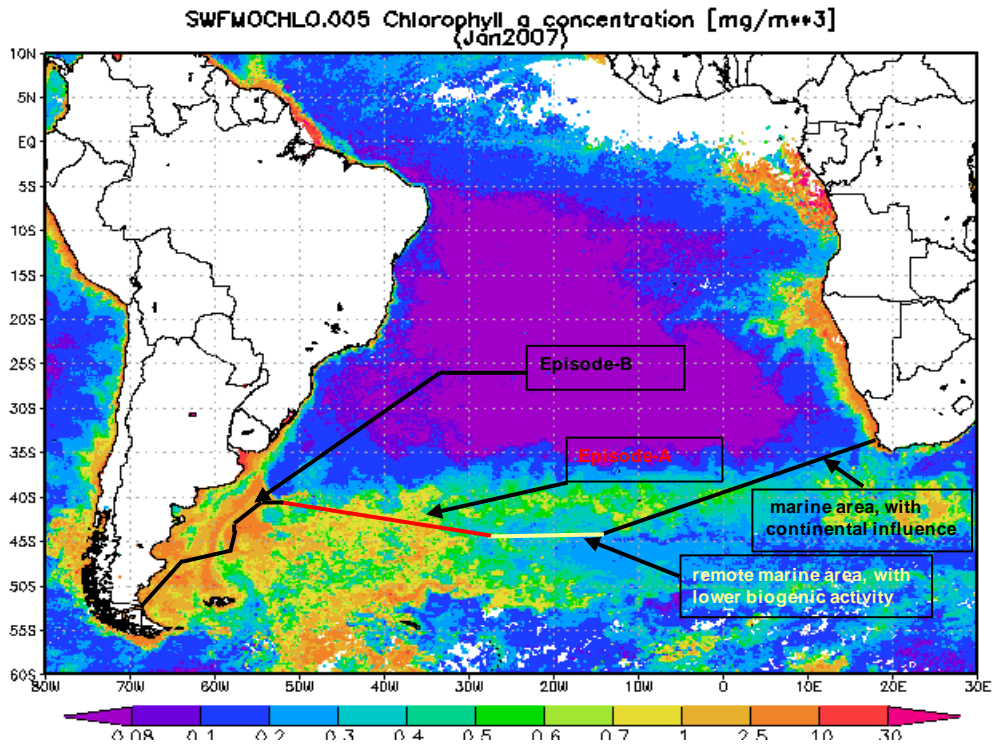 SWFMOCHLO.005 Chlorophyll a concentration [mg/m**3]
(Jan2007)
10N
5N
EQ
5S
10S
15S
20S
25S
30S
35S
40S
45S
50S
55S
60S
80W 70W 60W 50W 40W 30W 20W 10W 0 10E 20E 30E
Episode-B
Episode-A
marine area, with
continental influence
remote marine area, with
lower biogenic activity
0.08 0.1 0.2 0.3 0.4 0.5 0.6 0.7 1 2.5 10 30